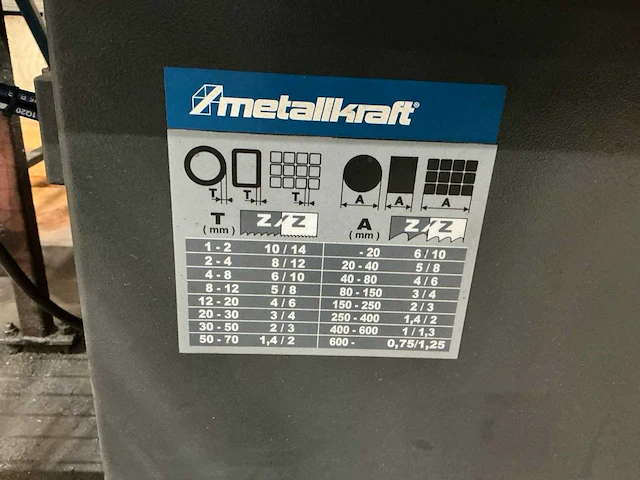 metallkraft®
T T T A A A
T Z/Z A Z/Z
(mm) (mm)
1 - 2 10 / 14 - 20 6 / 10
2 - 4 8 / 12 20 - 40 5 / 8
4 - 8 6 / 10 40 - 80 4 / 6
8 - 12 5 / 8 80 - 150 3 / 4
12 - 20 4 / 6 150 - 250 2 / 3
20 - 30 3 / 4 250 - 400 1,4 / 2
30 - 50 2 / 3 400 - 600 1 / 1,3
50 - 70 1,4 / 2 600 - 0,75/1,25